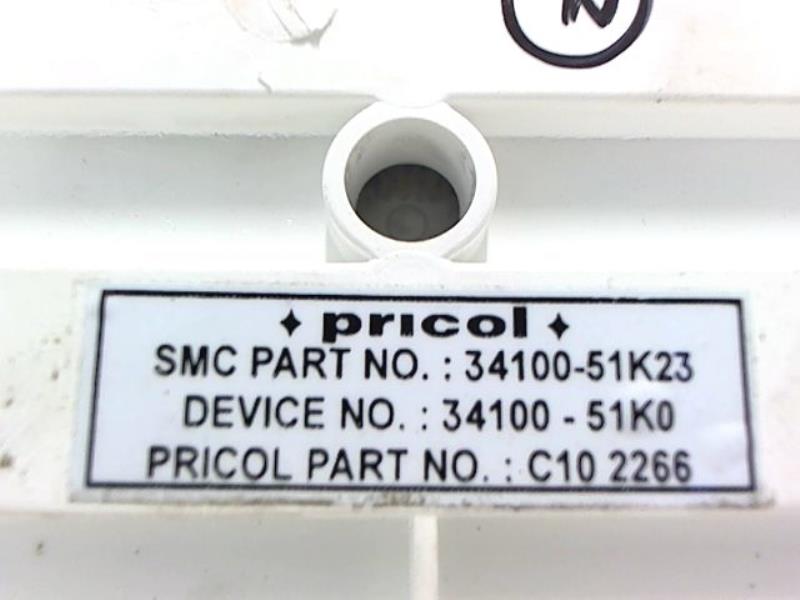 pricol
SMC PART NO. : 34100-51K23
DEVICE NO. : 34100 - 51K0
PRICOL PART NO. : C10 2266